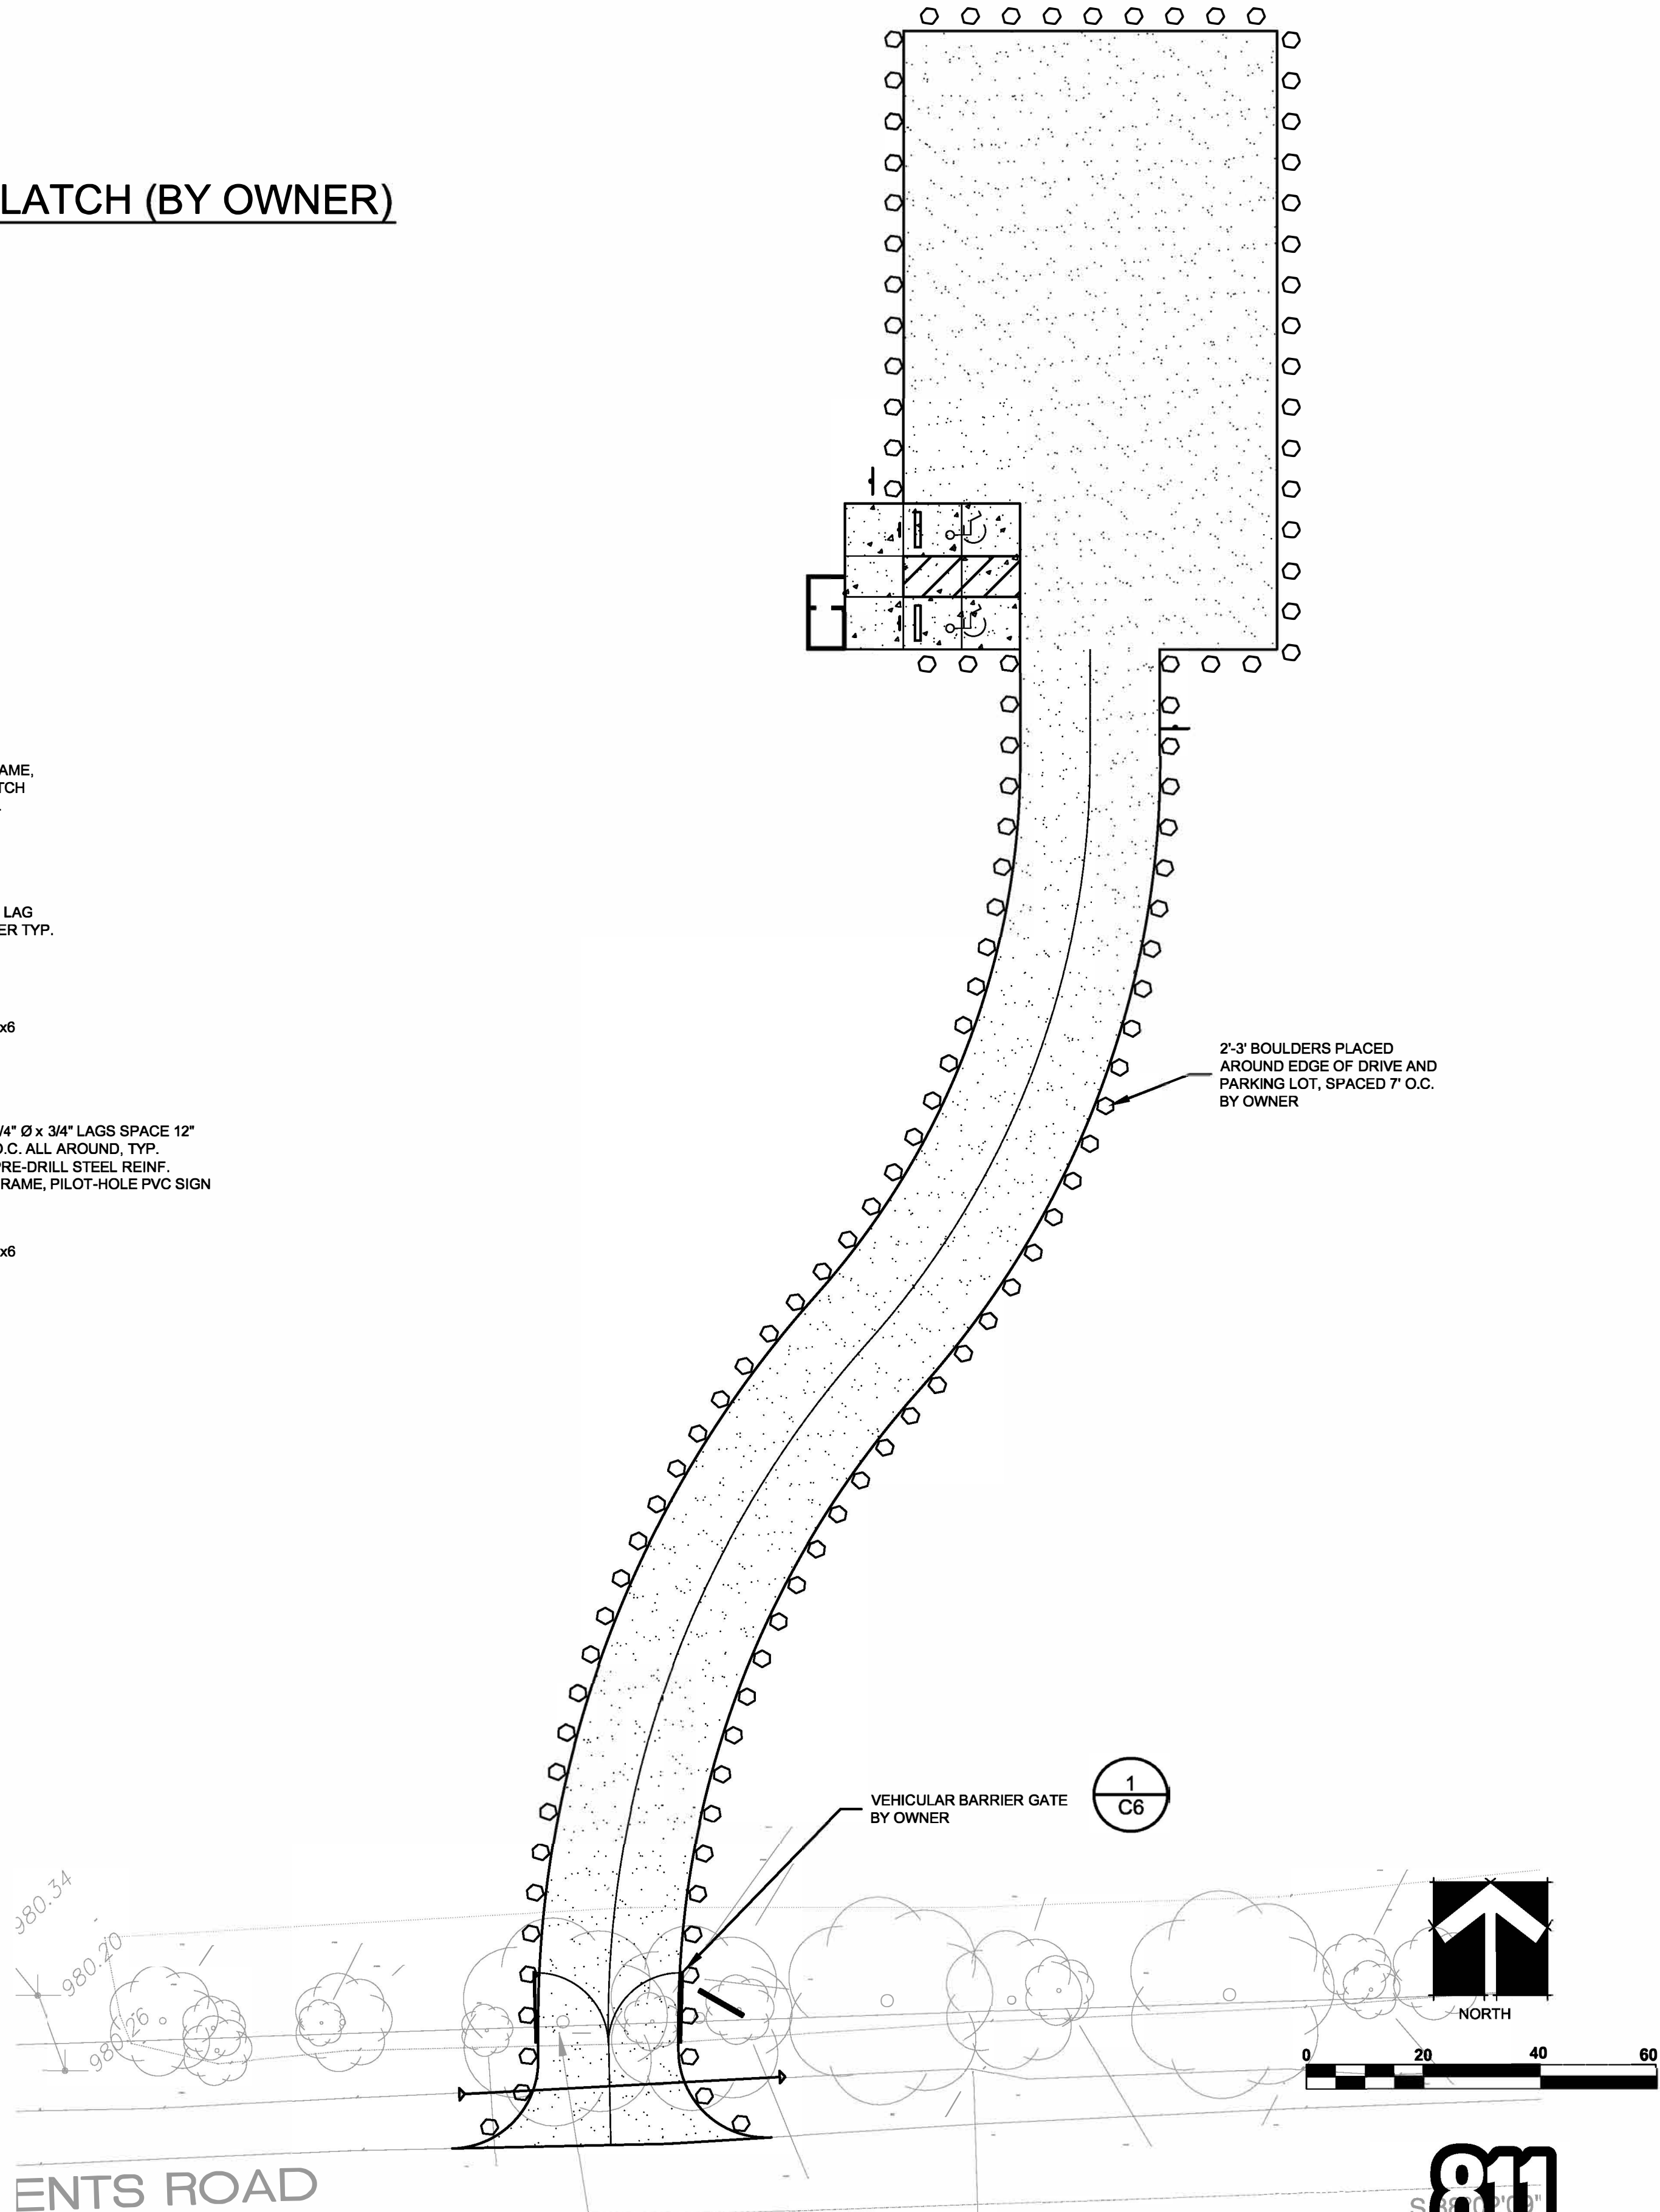 LATCH (BY OWNER)
AME,
TCH
LAG
ER TYP.
x6
/4" Ø x 3/4" LAGS SPACE 12"
O.C. ALL AROUND, TYP.
PRE-DRILL STEEL REINF.
RAME, PILOT-HOLE PVC SIGN
x6
2'-3' BOULDERS PLACED
AROUND EDGE OF DRIVE AND
PARKING LOT, SPACED 7' O.C.
BY OWNER
VEHICULAR BARRIER GATE
BY OWNER
1
C6
980.34
980.20
980.26
NORTH
0 20 40 60
ENTS ROAD
811